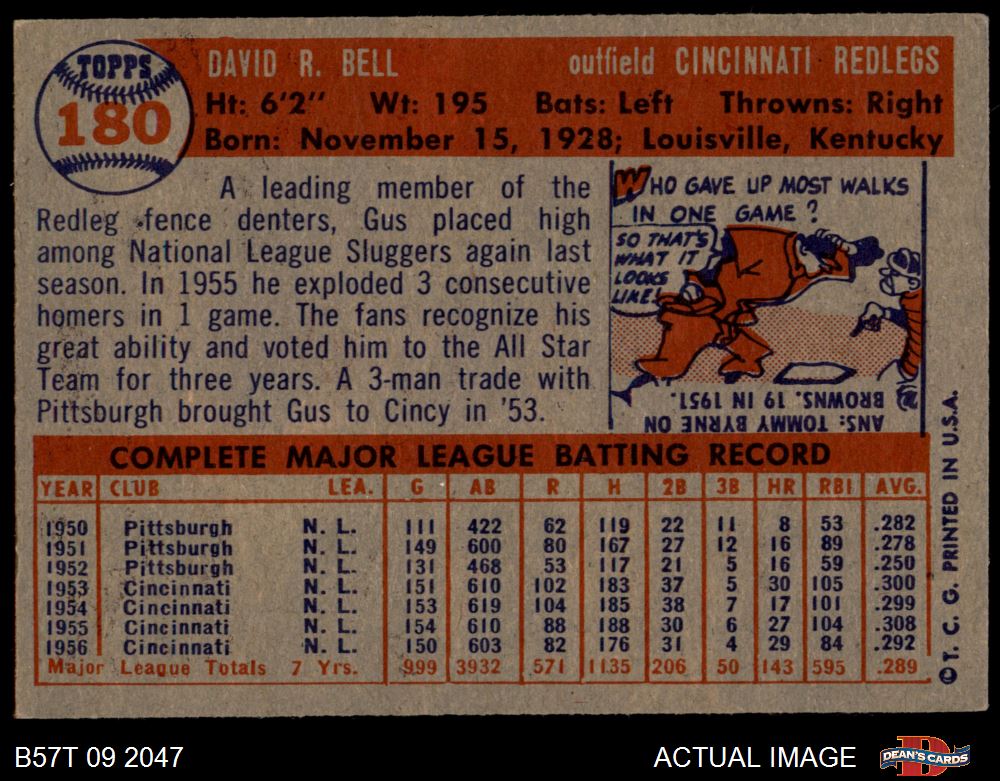 TOPPS
180
DAVID R. BELL outfield CINCINNATI REDLEGS
Ht: 6'2" Wt: 195 Bats: Left Throwns: Right
Born: November 15, 1928; Louisville, Kentucky
A leading member of the
Redleg fence denters, Gus placed high
among National League Sluggers again last
season. In 1955 he exploded 3 consecutive
homers in 1 game. The fans recognize his
great ability and voted him to the All Star
Team for three years. A 3-man trade with
Pittsburgh brought Gus to Cincy in '53.
WHO GAVE UP MOST WALKS
IN ONE GAME?
SO THAT'S
WHAT IT
LOOKS
LIKE!
ANS: TOMMY BYRNE ON
BROWNS. 19 IN 1951.
COMPLETE MAJOR LEAGUE BATTING RECORD
YEAR CLUB LEA. G AB R H 2B 3B HR RBI AVG.
1950 Pittsburgh N. L. 111 422 62 119 22 11 8 53 .282
1951 Pittsburgh N. L. 149 600 80 167 27 12 16 89 .278
1952 Pittsburgh N. L. 131 468 53 117 21 5 16 59 .250
1953 Cincinnati N. L. 151 610 102 183 37 5 30 105 .300
1954 Cincinnati N. L. 153 619 104 185 38 7 17 101 .299
1955 Cincinnati N. L. 154 610 88 188 30 6 27 104 .308
1956 Cincinnati N. L. 150 603 82 176 31 4 29 84 .292
Major League Totals 7 Yrs. 999 3932 571 1135 206 50 143 595 .289
© T. C. G. PRINTED IN U.S.A.
B57T 09 2047 ACTUAL IMAGE DEAN'S CARDS